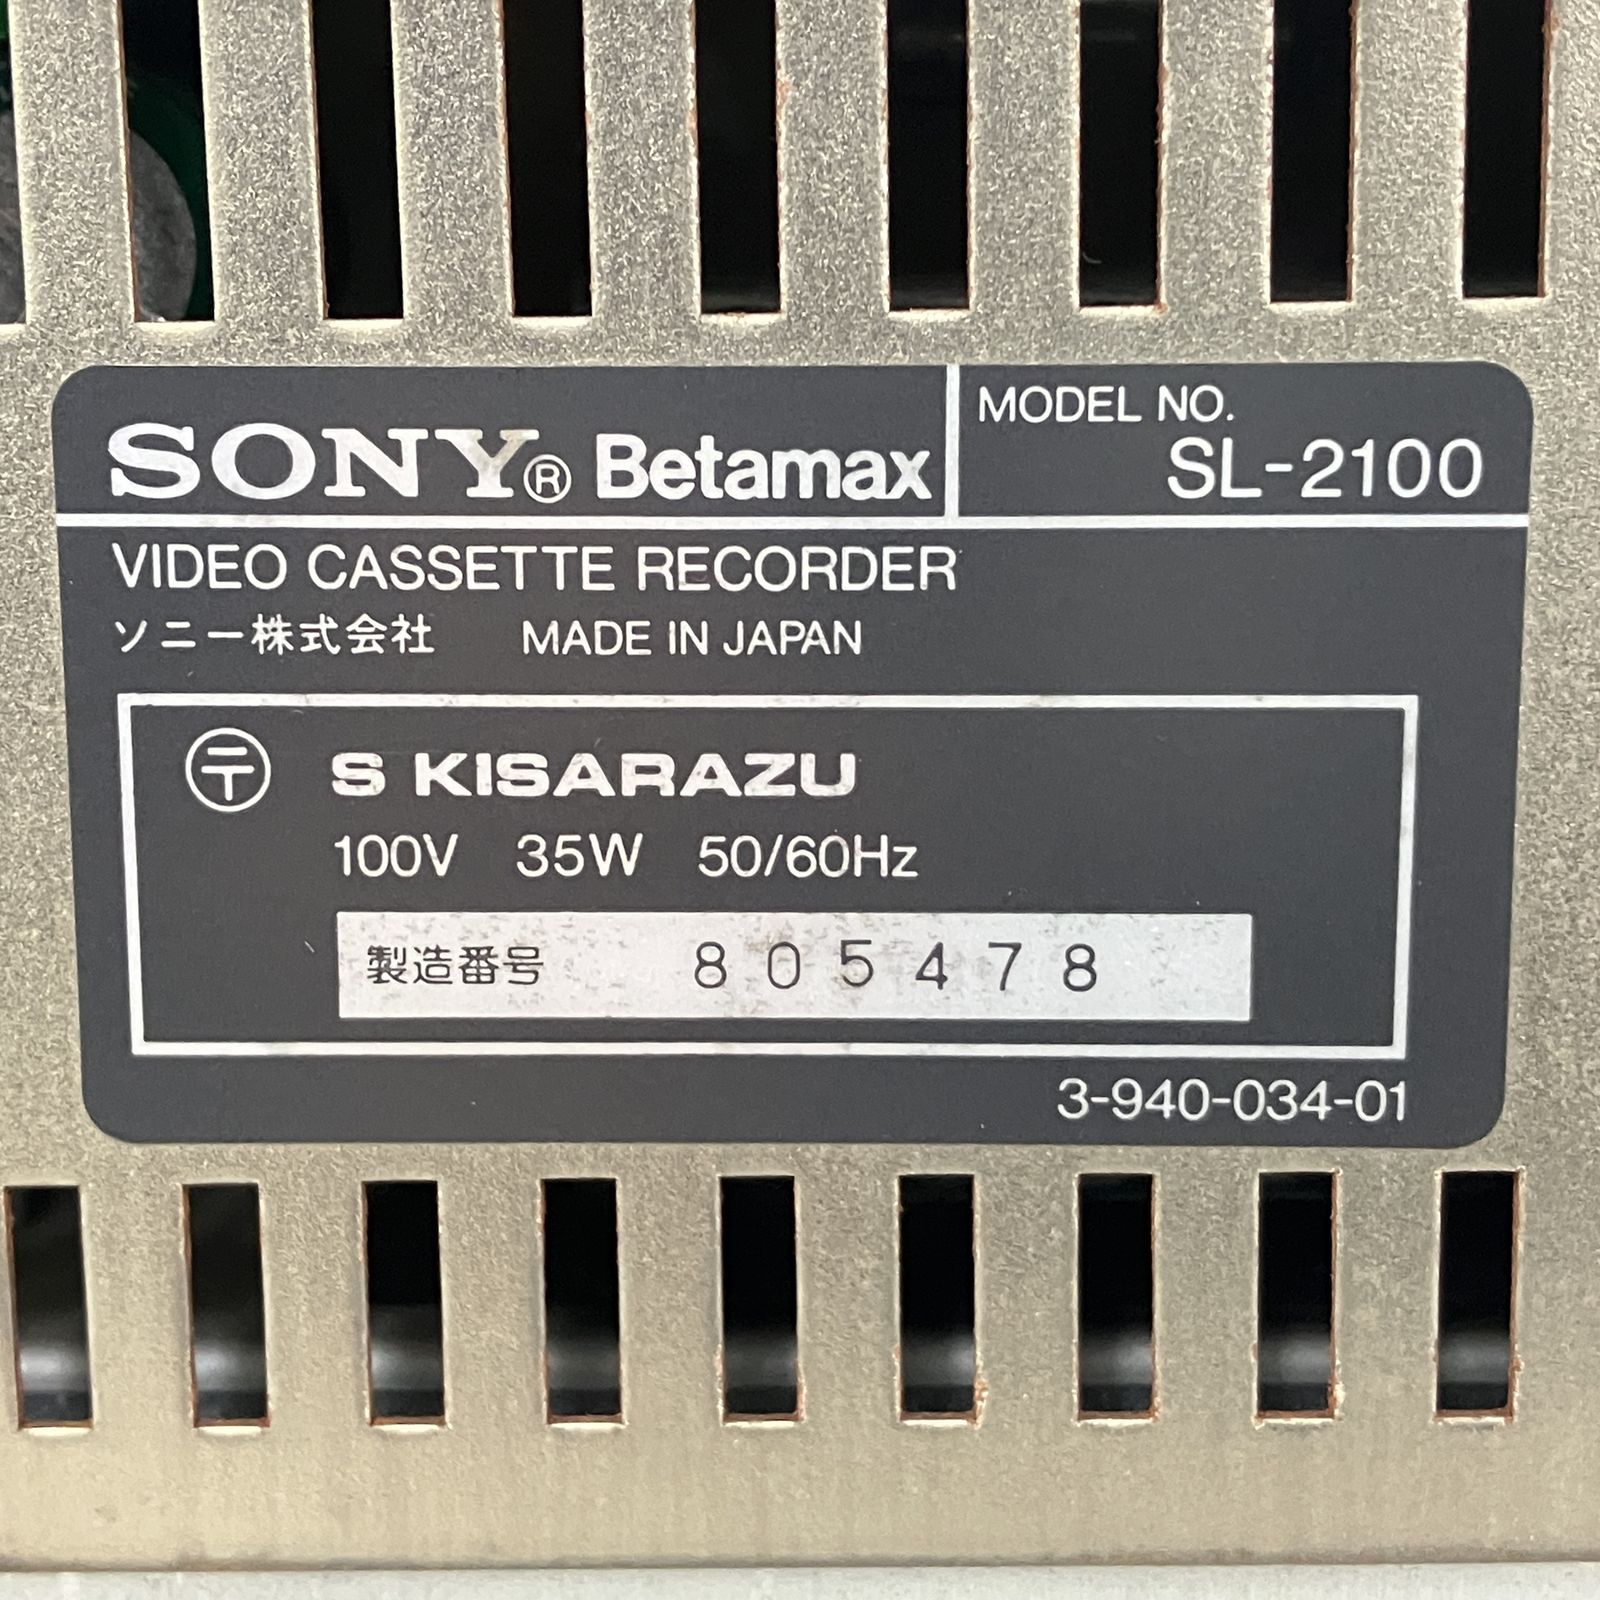 SONY® Betamax
MODEL NO.
SL-2100
VIDEO CASSETTE RECORDER
ソニー株式会社 MADE IN JAPAN
〶 S KISARAZU
100V 35W 50/60Hz
製造番号 805478
3-940-034-01